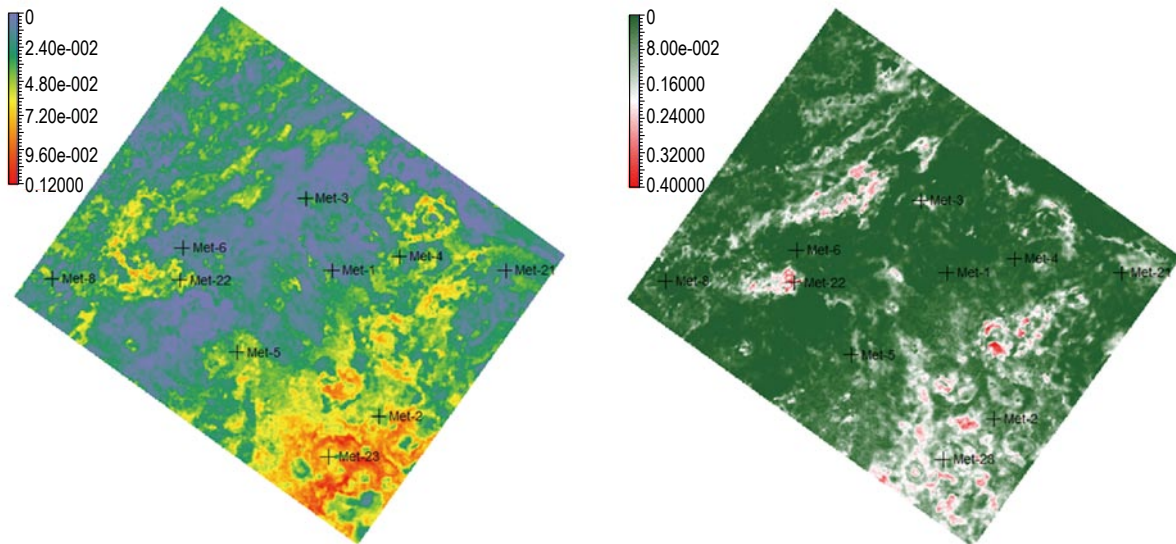 0
2.40e-002
4.80e-002
7.20e-002
9.60e-002
0.12000
Met-3
Met-6
Met-4
Met-8
Met-22
Met-1
Met-21
Met-5
Met-2
Met-23
0
8.00e-002
0.16000
0.24000
0.32000
0.40000
Met-3
Met-6
Met-4
Met-8
Met-22
Met-1
Met-21
Met-5
Met-2
Met-28